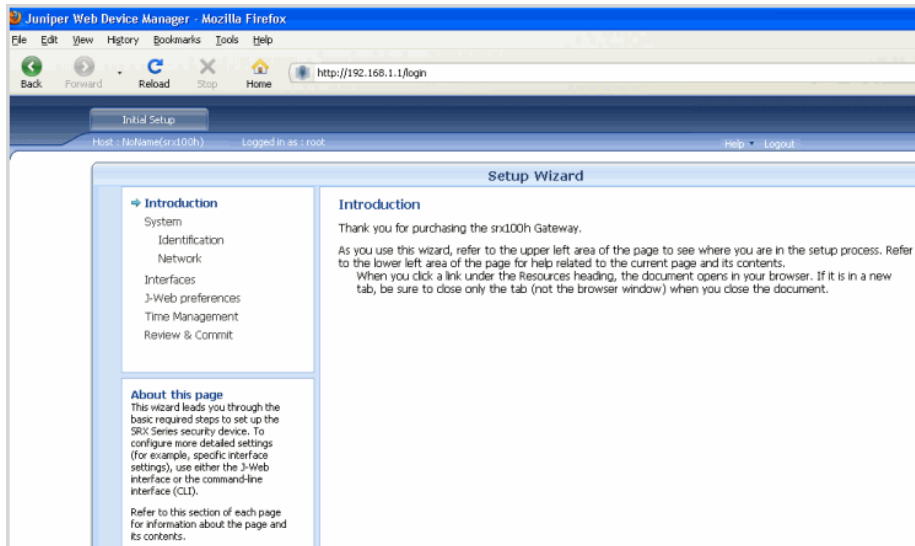 Juniper Web Device Manager - Mozilla Firefox
File Edit View History Bookmarks Tools Help
Back Forward Reload Stop Home
http://192.168.1.1/login
Initial Setup
Host : NoName(srx100h) Logged in as : root Help Logout
Setup Wizard
Introduction
System
Identification
Network
Interfaces
J-Web preferences
Time Management
Review & Commit
About this page
This wizard leads you through the
basic required steps to set up the
SRX Series security device. To
configure more detailed settings
(for example, specific interface
settings), use either the J-Web
interface or the command-line
interface (CLI).
Refer to this section of each page
for information about the page and
its contents.
Introduction
Thank you for purchasing the srx100h Gateway.
As you use this wizard, refer to the upper left area of the page to see where you are in the setup process. Refer
to the lower left area of the page for help related to the current page and its contents.
When you click a link under the Resources heading, the document opens in your browser. If it is in a new
tab, be sure to close only the tab (not the browser window) when you close the document.